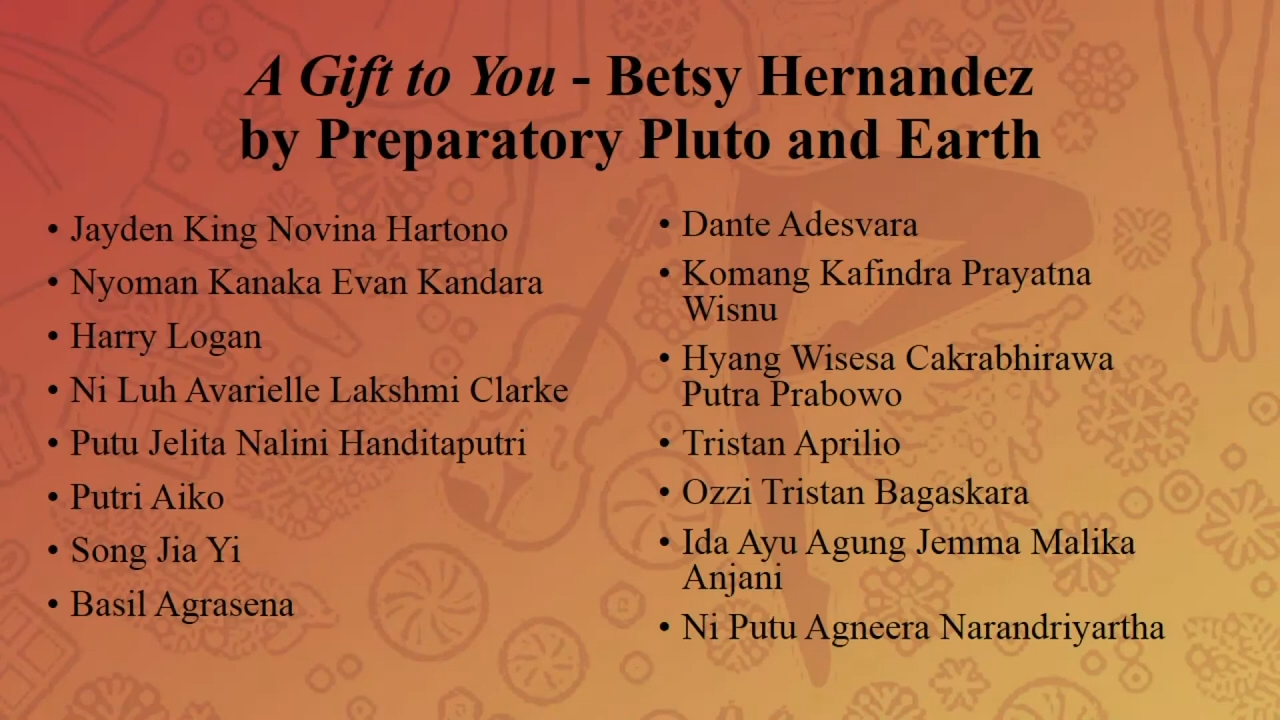 A Gift to You - Betsy Hernandez
by Preparatory Pluto and Earth
• Jayden King Novina Hartono
• Nyoman Kanaka Evan Kandara
• Harry Logan
• Ni Luh Avarielle Lakshmi Clarke
• Putu Jelita Nalini Handitaputri
• Putri Aiko
• Song Jia Yi
• Basil Agrasena
• Dante Adesvara
• Komang Kafindra Prayatna
Wisnu
• Hyang Wisesa Cakrabhirawa
Putra Prabowo
• Tristan Aprilio
• Ozzi Tristan Bagaskara
• Ida Ayu Agung Jemma Malika
Anjani
• Ni Putu Agneera Narandriyartha